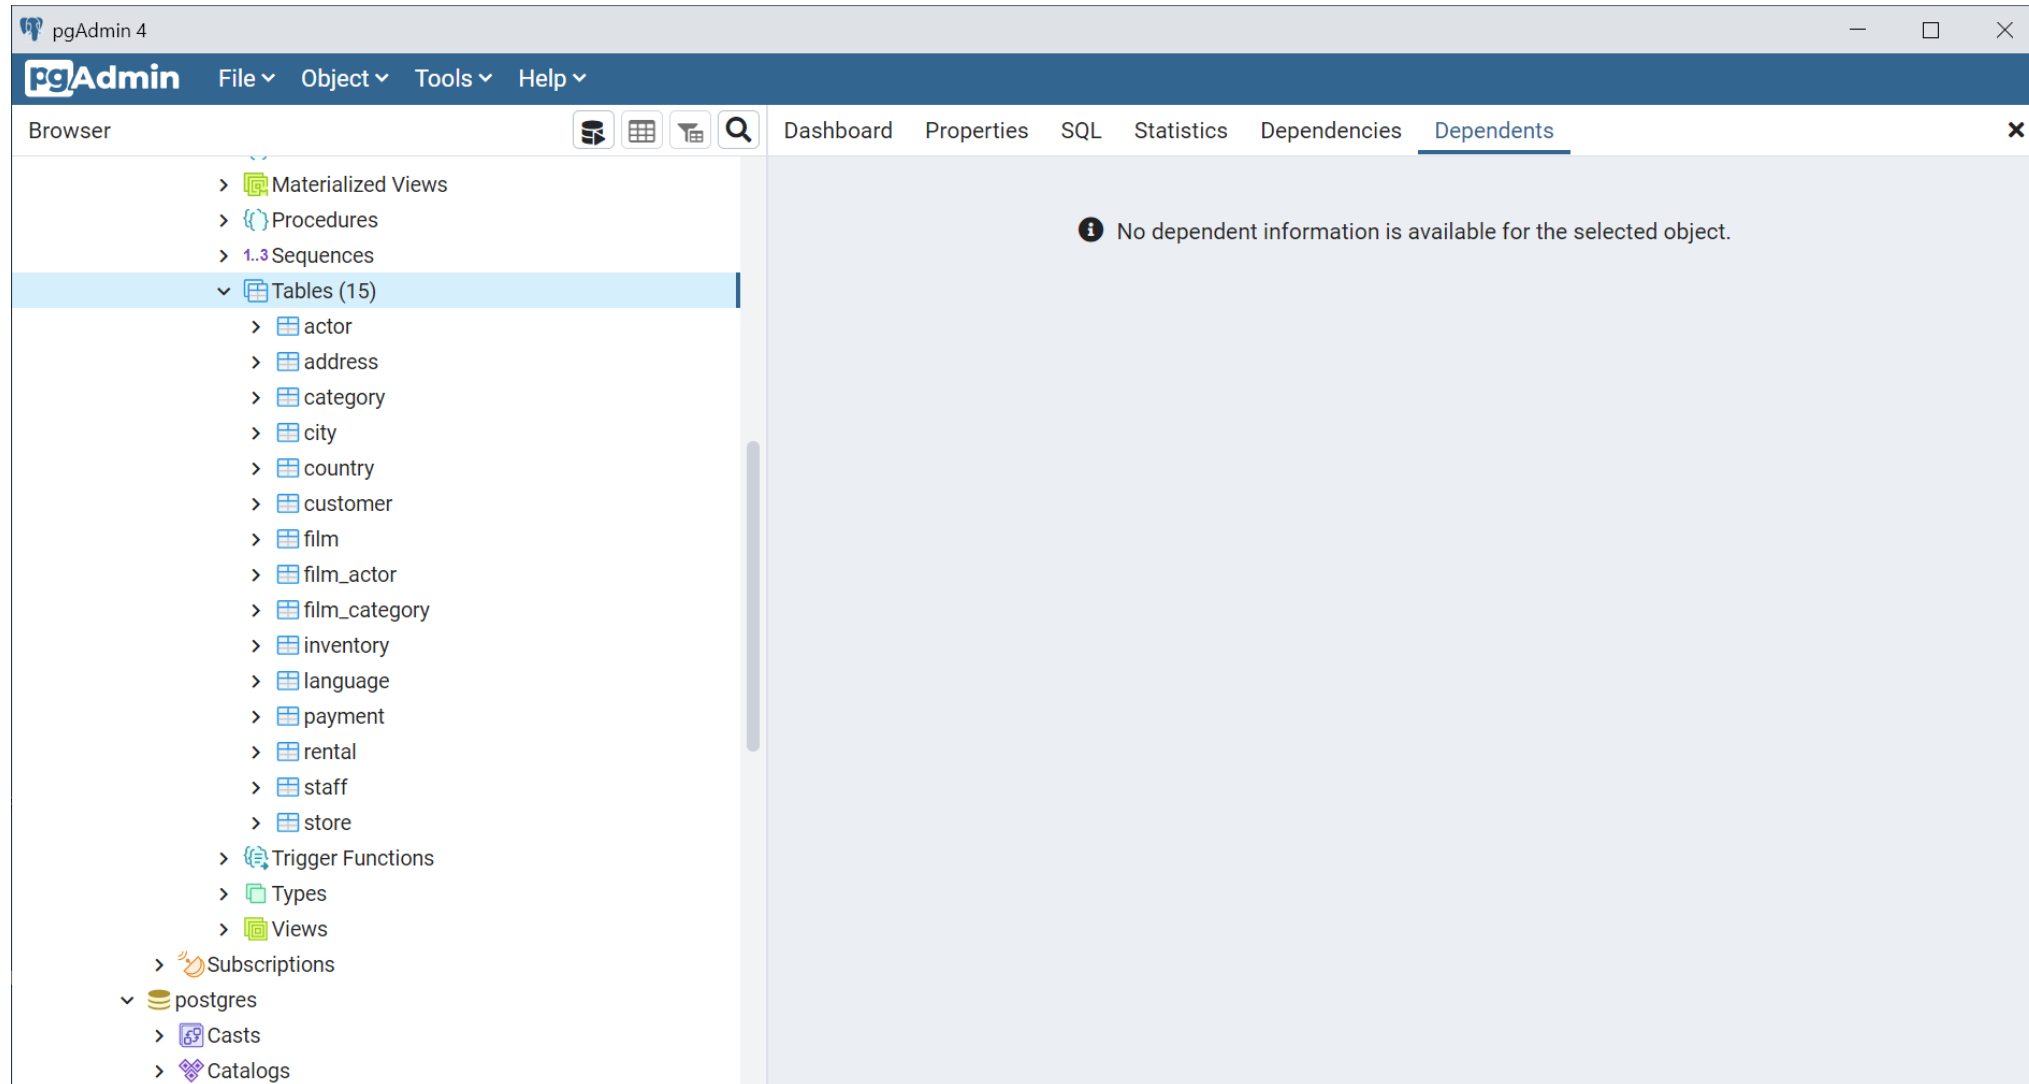 pgAdmin 4
pgAdmin File Object Tools Help
Browser
Dashboard Properties SQL Statistics Dependencies Dependents
Materialized Views
Procedures
1..3 Sequences
Tables (15)
actor
address
category
city
country
customer
film
film_actor
film_category
inventory
language
payment
rental
staff
store
Trigger Functions
Types
Views
Subscriptions
postgres
Casts
Catalogs
No dependent information is available for the selected object.